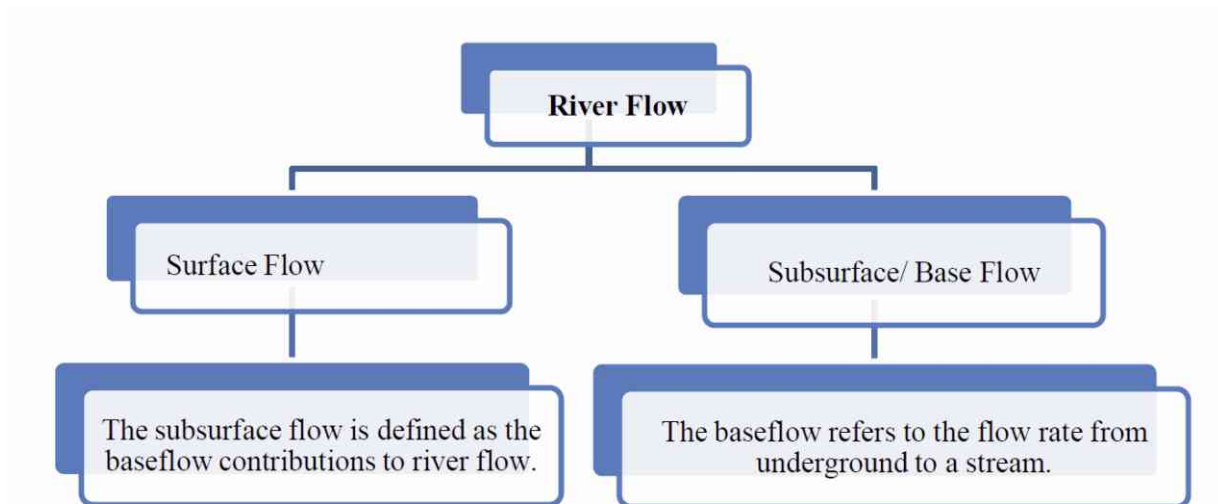 River Flow
Surface Flow
Subsurface/ Base Flow
The subsurface flow is defined as the
baseflow contributions to river flow.
The baseflow refers to the flow rate from
underground to a stream.